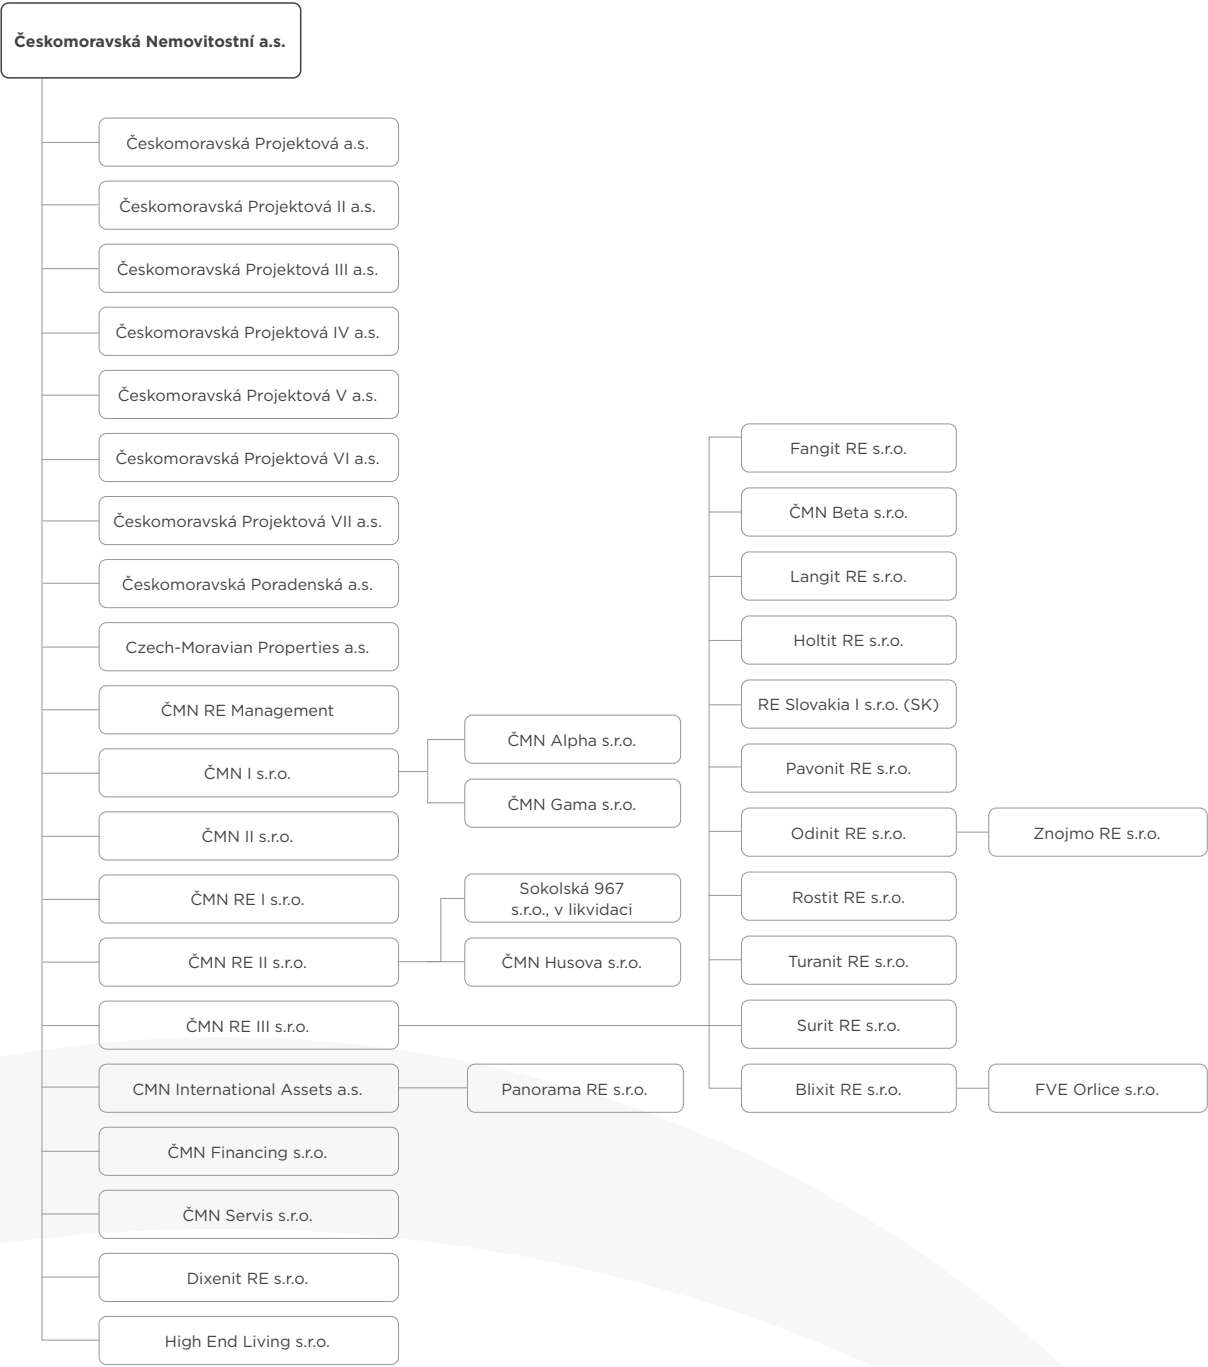 Českomoravská Nemovitostní a.s.
Českomoravská Projektová a.s.
Českomoravská Projektová II a.s.
Českomoravská Projektová III a.s.
Českomoravská Projektová IV a.s.
Českomoravská Projektová V a.s.
Českomoravská Projektová VI a.s.
Českomoravská Projektová VII a.s.
Českomoravská Poradenská a.s.
Czech-Moravian Properties a.s.
ČMN RE Management
ČMN I s.r.o.
ČMN II s.r.o.
ČMN RE I s.r.o.
ČMN RE II s.r.o.
ČMN RE III s.r.o.
CMN International Assets a.s.
ČMN Financing s.r.o.
ČMN Servis s.r.o.
Dixenit RE s.r.o.
High End Living s.r.o.
ČMN Alpha s.r.o.
ČMN Gama s.r.o.
Sokolská 967
s.r.o., v likvidaci
ČMN Husova s.r.o.
Panorama RE s.r.o.
Fangit RE s.r.o.
ČMN Beta s.r.o.
Langit RE s.r.o.
Holtit RE s.r.o.
RE Slovakia I s.r.o. (SK)
Pavonit RE s.r.o.
Odinit RE s.r.o.
Rostit RE s.r.o.
Turanit RE s.r.o.
Surit RE s.r.o.
Blixit RE s.r.o.
Znojmo RE s.r.o.
FVE Orlice s.r.o.